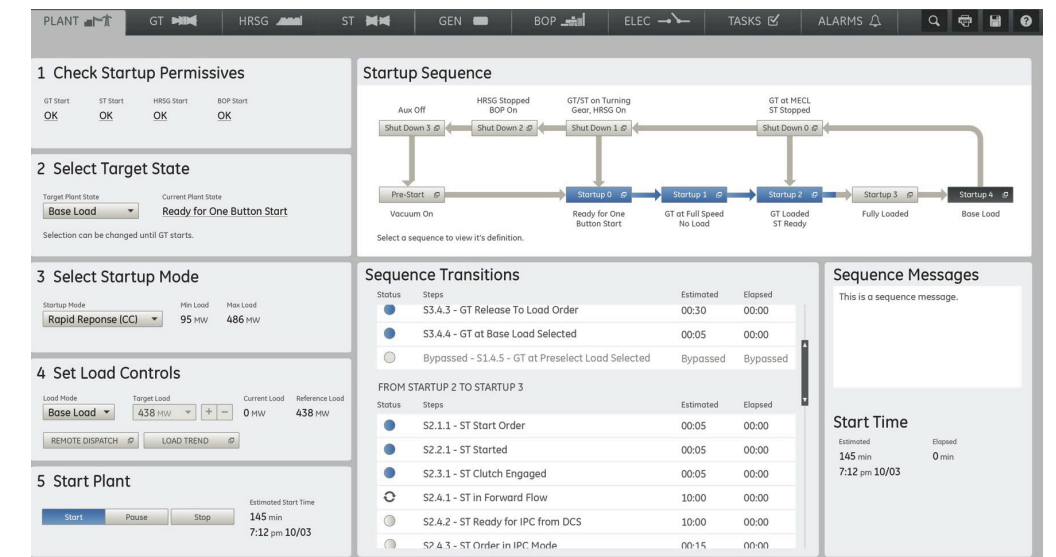 PLANT GT HRSG ST GEN BOP ELEC TASKS ALARMS
1 Check Startup Permissives
GT Start ST Start HRSG Start BOP Start
OK OK OK OK
2 Select Target State
Target Plant State Current Plant State
Base Load Ready for One Button Start
Selection can be changed until GT starts.
3 Select Startup Mode
Startup Mode Min Load Max Load
Rapid Reponse (CC) 95 MW 486 MW
4 Set Load Controls
Load Mode Target Load Current Load Reference Load
Base Load 438 MW + − 0 MW 438 MW
REMOTE DISPATCH LOAD TREND
5 Start Plant
Start Pause Stop
Estimated Start Time
145 min
7:12 pm 10/03
Startup Sequence
Aux Off
HRSG Stopped
BOP On
GT/ST on Turning
Gear, HRSG On
GT at MECL
ST Stopped
Shut Down 3 Shut Down 2 Shut Down 1 Shut Down 0
Pre-Start Startup 0 Startup 1 Startup 2 Startup 3 Startup 4
Vacuum On
Ready for One
Button Start
GT at Full Speed
No Load
GT Loaded
ST Ready
Fully Loaded
Base Load
Select a sequence to view it's definition.
Sequence Transitions
Status Steps Estimated Elapsed
S3.4.3 - GT Release To Load Order 00:30 00:00
S3.4.4 - GT at Base Load Selected 00:05 00:00
Bypassed - S1.4.5 - GT at Preselect Load Selected Bypassed Bypassed
FROM STARTUP 2 TO STARTUP 3
Status Steps Estimated Elapsed
S2.1.1 - ST Start Order 00:05 00:00
S2.2.1 - ST Started 00:05 00:00
S2.3.1 - ST Clutch Engaged 00:05 00:00
S2.4.1 - ST in Forward Flow 10:00 00:00
S2.4.2 - ST Ready for IPC from DCS 10:00 00:00
S2.4.3 - ST Order in IPC Mode 00:15 00:00
Sequence Messages
This is a sequence message.
Start Time
Estimated Elapsed
145 min 0 min
7:12 pm 10/03